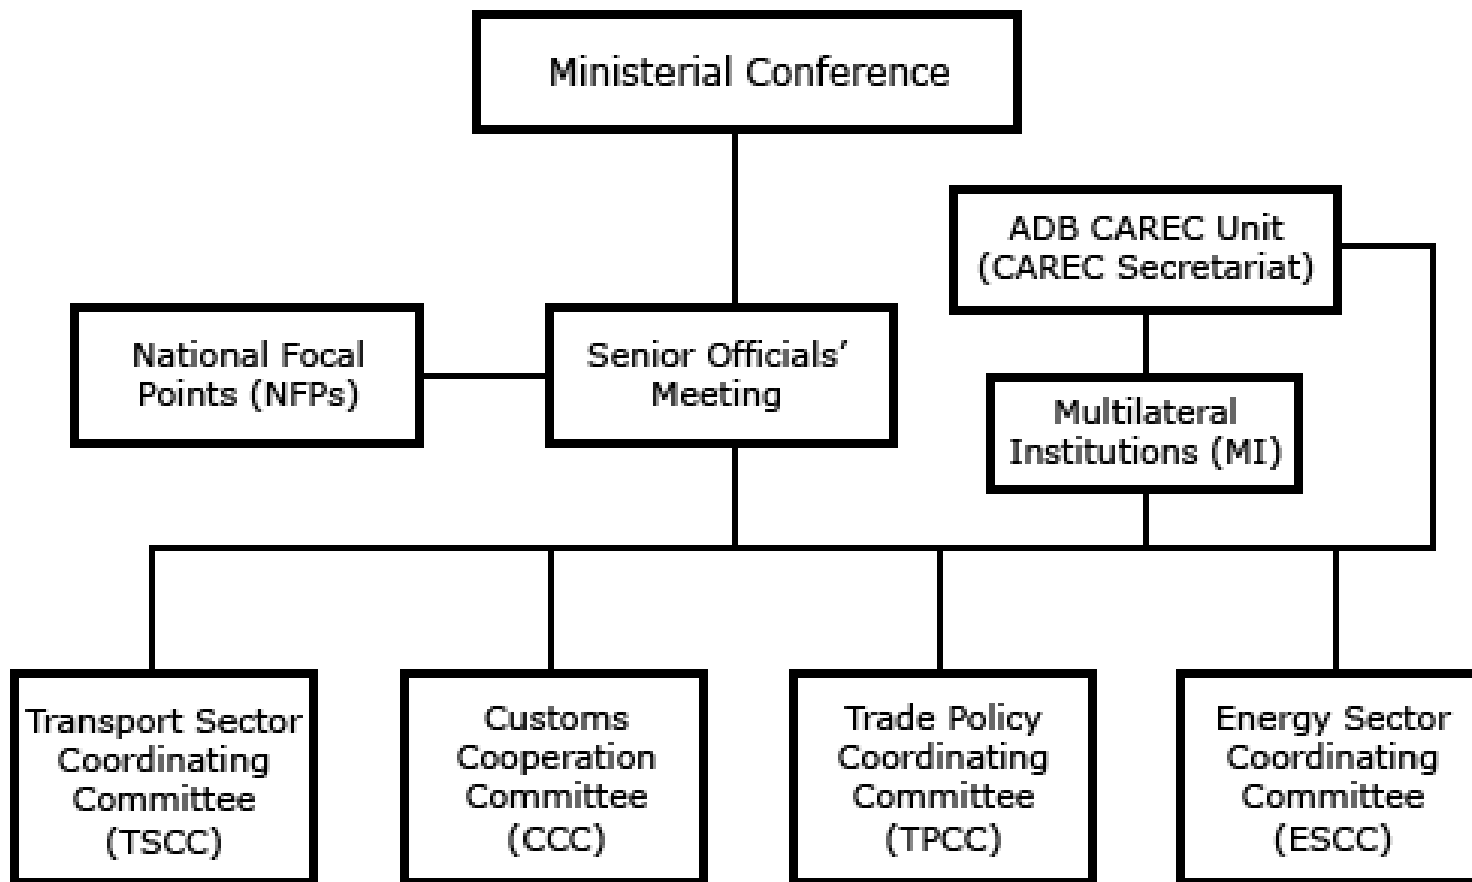 Ministerial Conference
ADB CAREC Unit
(CAREC Secretariat)
National Focal
Points (NFPs)
Senior Officials’
Meeting
Multilateral
Institutions (MI)
Transport Sector
Coordinating
Committee
(TSCC)
Customs
Cooperation
Committee
(CCC)
Trade Policy
Coordinating
Committee
(TPCC)
Energy Sector
Coordinating
Committee
(ESCC)